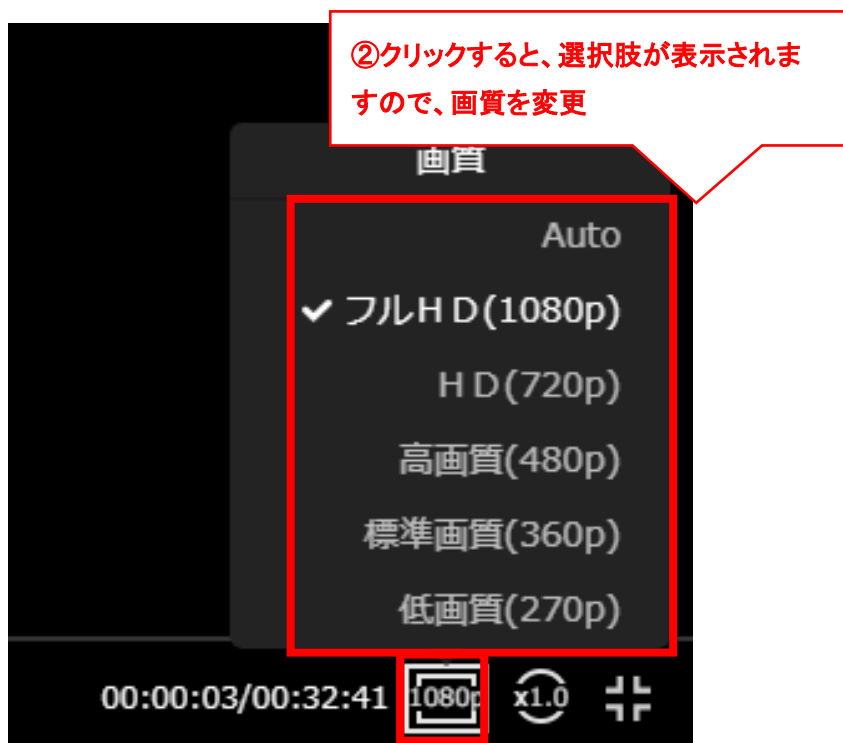 ②クリックすると、選択肢が表示されま
すので、画質を変更
画質
Auto
フルＨＤ(1080p)
ＨＤ(720p)
高画質(480p)
標準画質(360p)
低画質(270p)
00:00:03/00:32:41 1080p x1.0